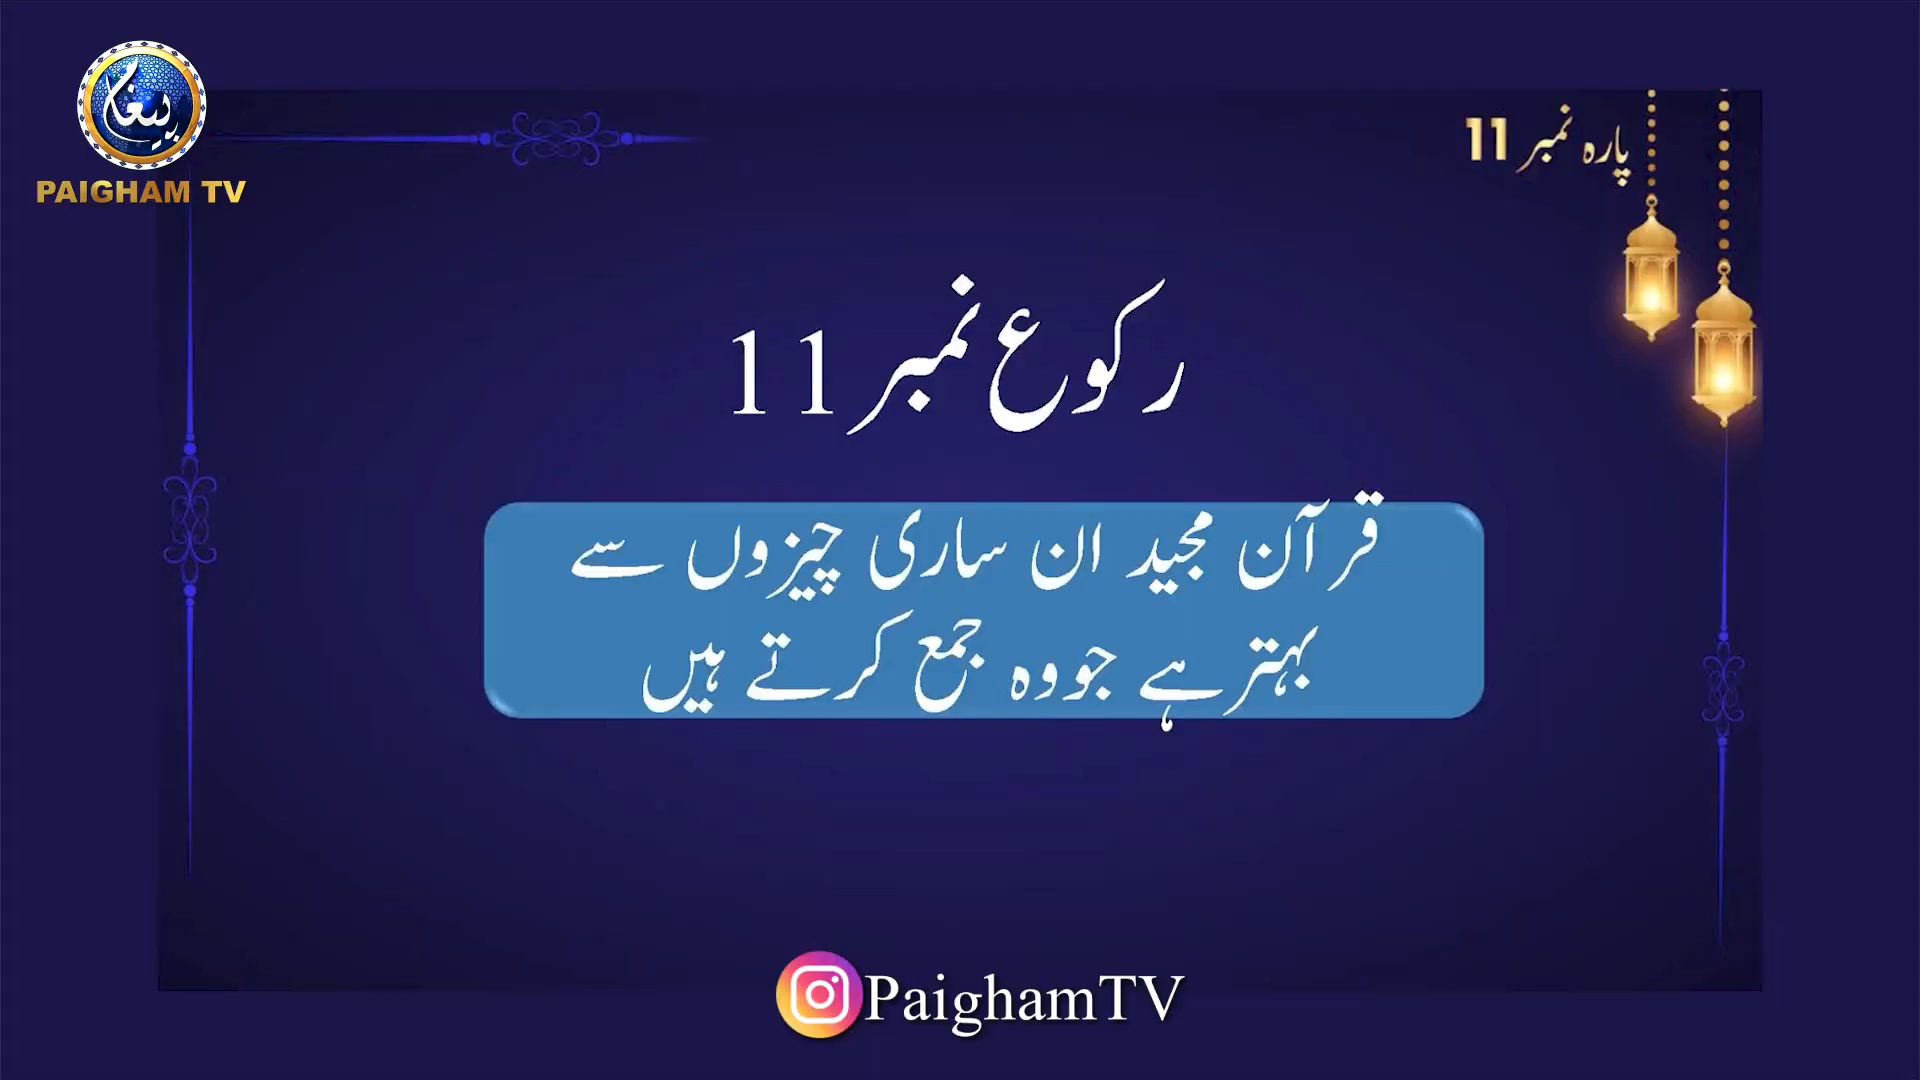 پیغام
PAIGHAM TV
پارہ نمبر 11
رکوع نمبر 11
قرآن مجید ان ساری چیزوں سے
بہتر ہے جو وہ جمع کرتے ہیں
PaighamTV